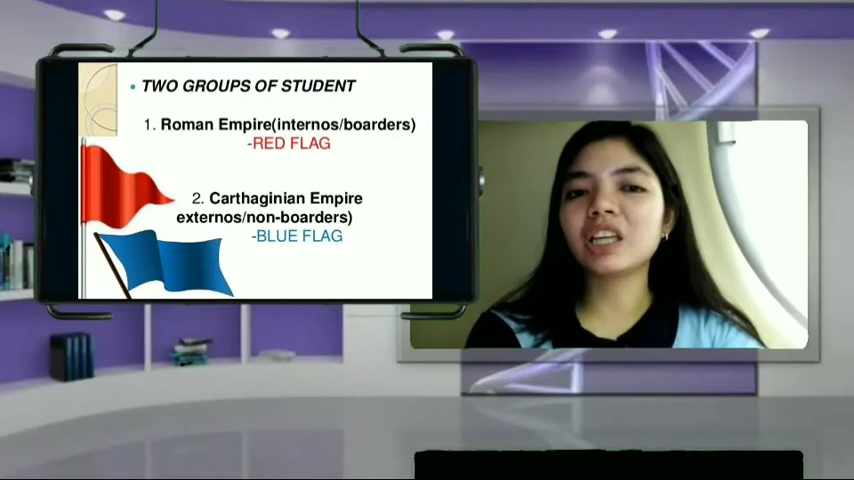 • TWO GROUPS OF STUDENT
1. Roman Empire(internos/boarders)
-RED FLAG
2. Carthaginian Empire
externos/non-boarders)
-BLUE FLAG